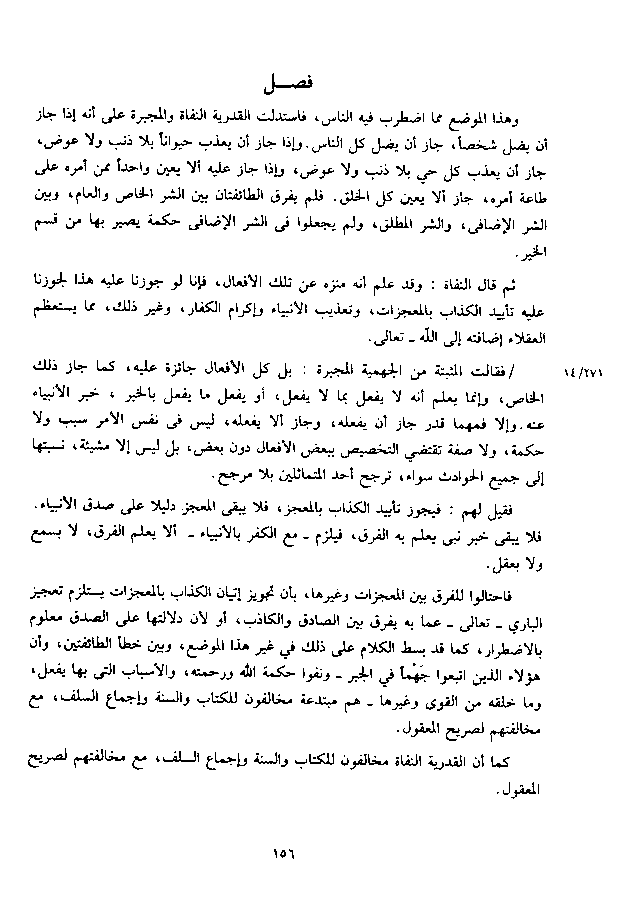 فصـــل
وهذا الموضع مما اضطرب فيه الناس، فاستدلت القدرية النفاة والمجبرة على أنه إذا جاز
أن يضل شخصاً، جاز أن يضل كل الناس. وإذا جاز أن يعذب حيواناً بلا ذنب ولا عوض،
جاز أن يعذب كل حي بلا ذنب ولا عوض، وإذا جاز عليه ألا يعين واحداً ممن أمره على
طاعة أمره، جاز ألا يعين كل الخلق. فلم يفرق الطائفتان بين الشر الخاص والعام، وبين
الشر الإضافى، والشر المطلق، ولم يجعلوا فى الشر الإضافى حكمة يصير بها من قسم
الخير.
ثم قال النفاة : وقد علم أنه منزه عن تلك الأفعال، فإنا لو جوزنا عليه هذا لجوزنا
عليه تأييد الكذاب بالمعجزات، وتعذيب الأنبياء وإكرام الكفار، وغير ذلك، مما يستعظم
العقلاء إضافته إلى الله ـ تعالى.
١٤/٢٧١ / فقالت المثبتة من الجهمية المجبرة : بل كل الأفعال جائزة عليه، كما جاز ذلك
الخاص، وإنما يعلم أنه لا يفعل بما لا يفعل، أو يفعل ما يفعل بالخير ، خبر الأنبياء
عنه. وإلا فمهما قدر جاز أن يفعله، وجاز ألا يفعله، ليس فى نفس الأمر سبب ولا
حكمة، ولا صفة تقتضي التخصيص ببعض الأفعال دون بعض، بل ليس إلا مشيئة، نسبتها
إلى جميع الحوادث سواء، ترجح أحد المتماثلين بلا مرجح.
فقيل لهم : فيجوز تأييد الكذاب بالمعجز، فلا يبقى المعجز دليلا على صدق الأنبياء.
فلا يبقى خبر نبى يعلم به الفرق، فيلزم ـ مع الكفر بالأنبياء ـ ألا يعلم الفرق، لا بسمع
ولا بعقل.
فاحتالوا للفرق بين المعجزات وغيرها، بأن تجويز إتيان الكذاب بالمعجزات يستلزم تعجيز
الباري ـ تعالى ـ عما به يفرق بين الصادق والكاذب، أو لأن دلالتها على الصدق معلوم
بالاضطرار، كما قد بسط الكلام على ذلك في غير هذا الموضع، وبين خطأ الطائفتين، وأن
هؤلاء الذين اتبعوا جَهْماً في الجبر ـ ونفوا حكمة الله ورحمته، والأسباب التى بها يفعل،
وما خلقه من القوى وغيرها ـ هم مبتدعة مخالفون للكتاب والسنة وإجماع السلف، مع
مخالفتهم لصريح المعقول.
كما أن القدرية النفاة مخالفون للكتاب والسنة وإجماع السلف، مع مخالفتهم لصريح
المعقول.
١٥٦